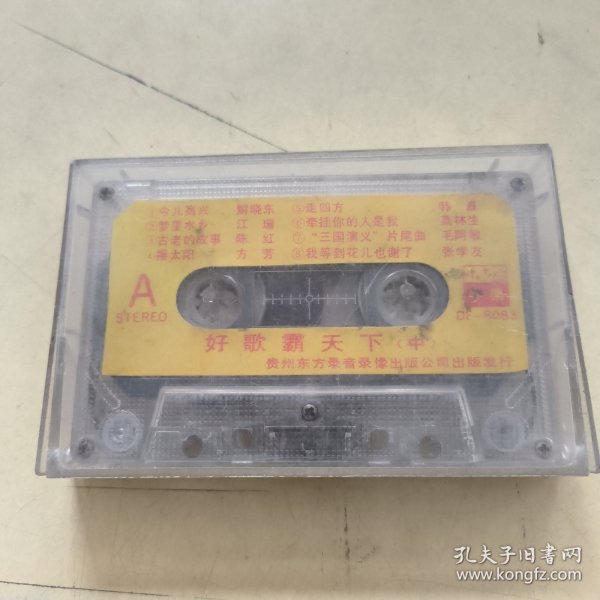 1今儿高兴 解晓东 ⑤走四方 韩磊
2梦里水乡 江珊 ⑥牵挂你的人是我 高林生
3古老的故事 陈红 ⑦“三国演义”片尾曲 毛阿敏
4摘太阳 方芳 ⑧我等到花儿也谢了 张学友
A
STEREO
DF-8083
好歌霸天下（中）
贵州东方录音录像出版公司出版发行
孔夫子旧书网
www.kongfz.com